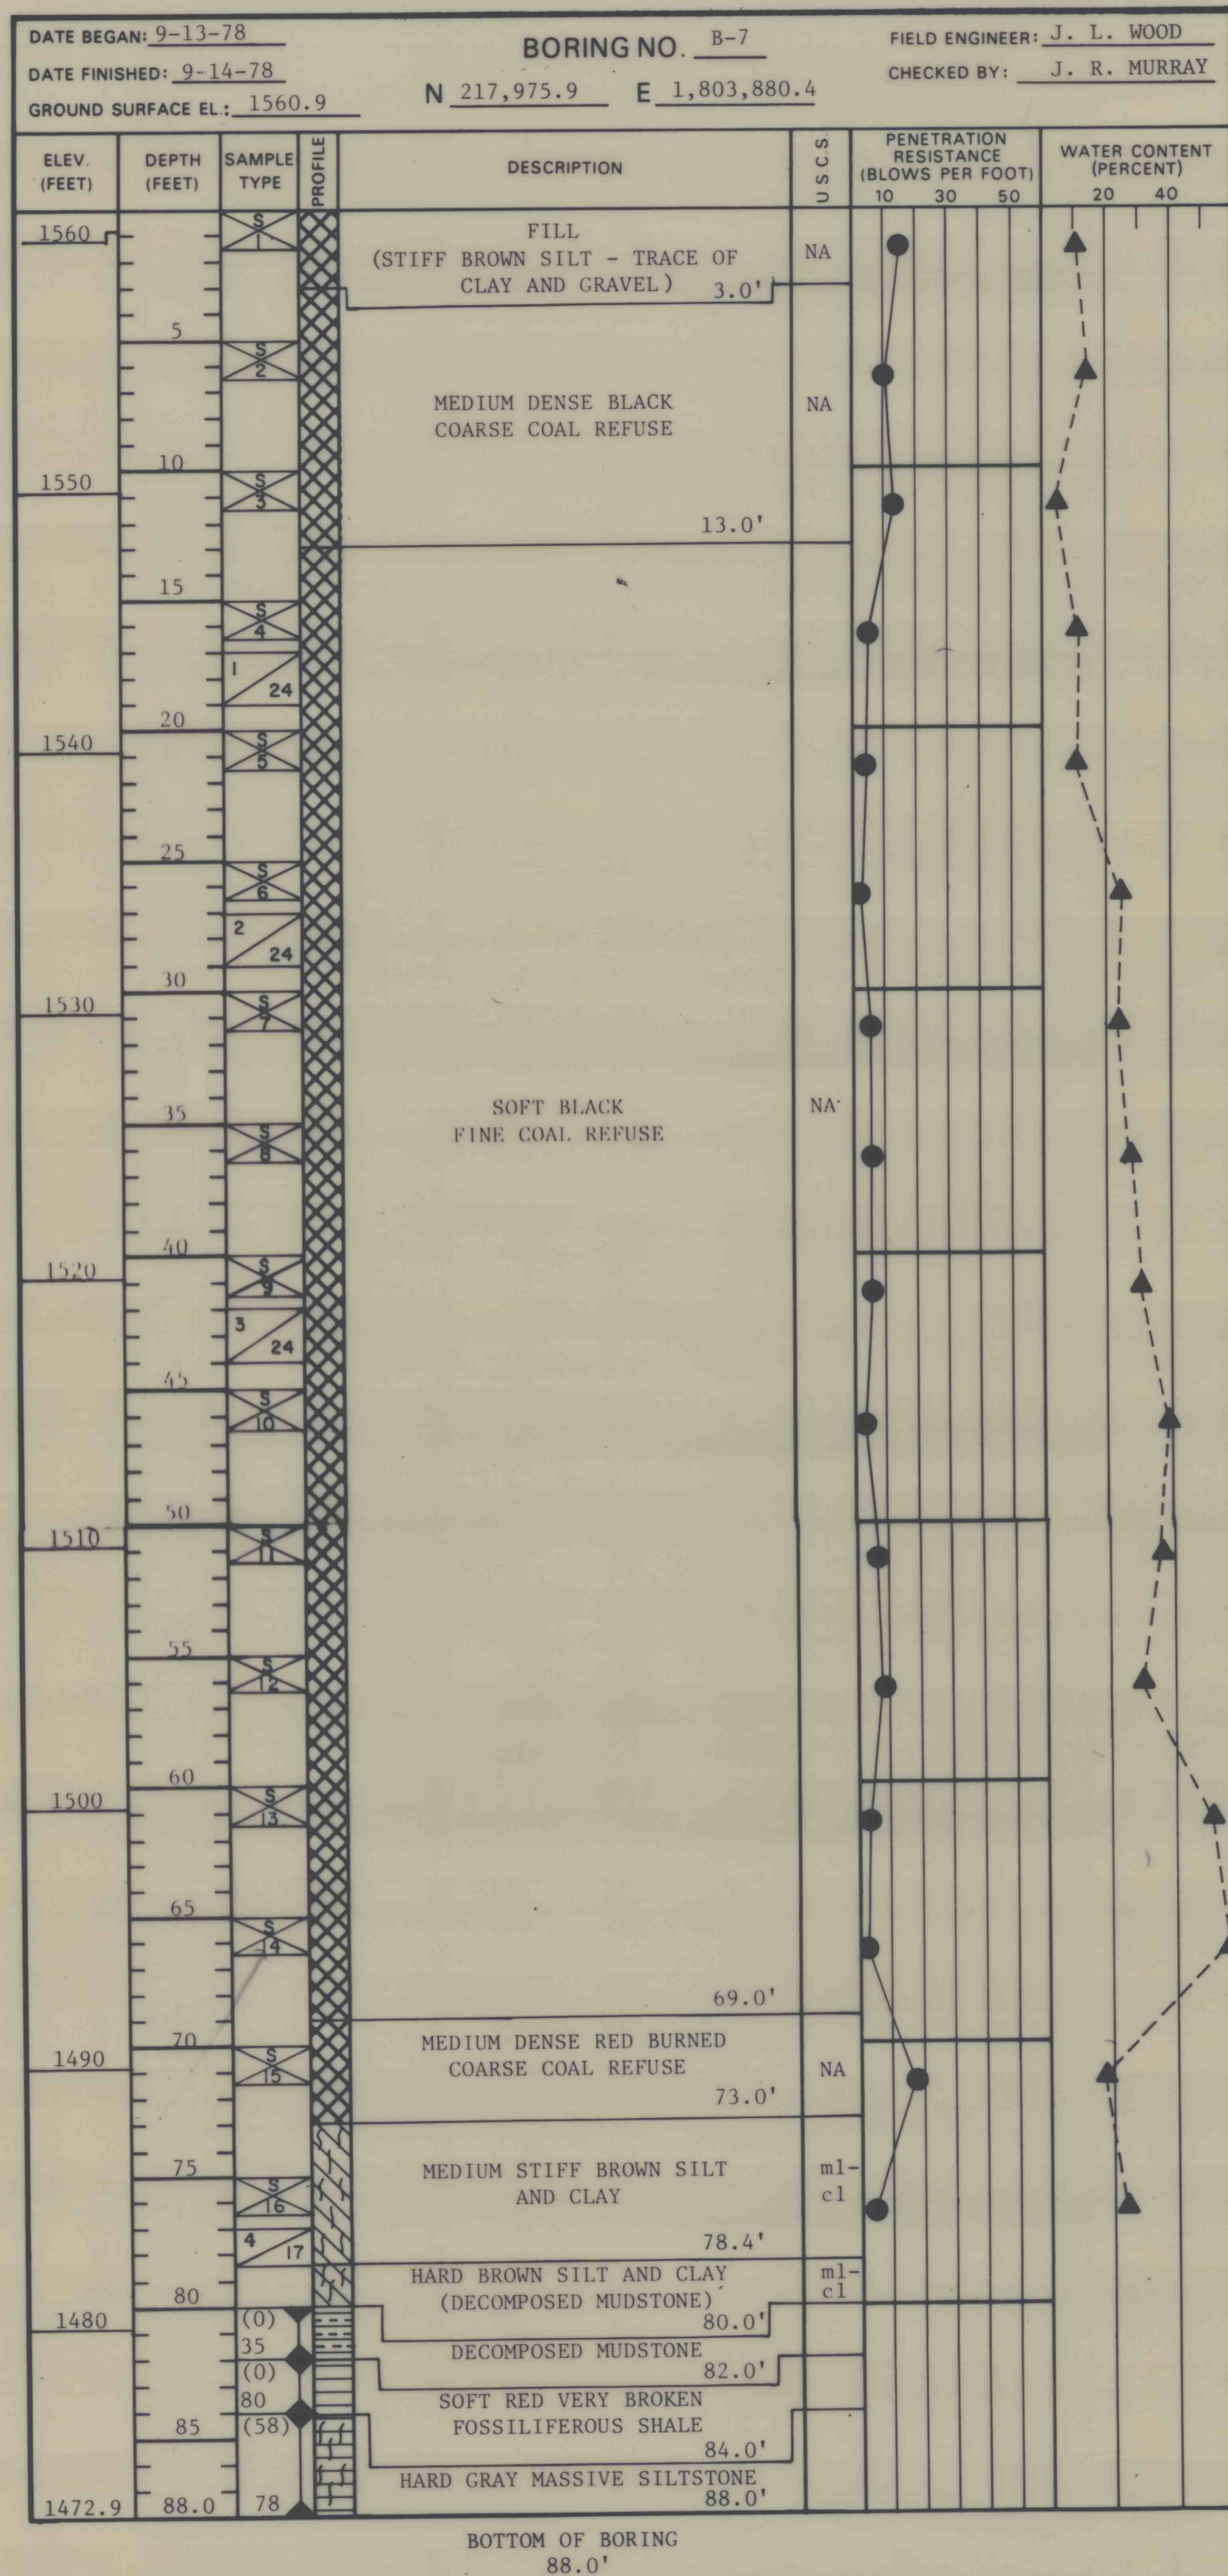 DATE BEGAN: 9-13-78
DATE FINISHED: 9-14-78
GROUND SURFACE EL.: 1560.9
BORING NO. B-7
N 217,975.9 E 1,803,880.4
FIELD ENGINEER: J. L. WOOD
CHECKED BY: J. R. MURRAY
ELEV. (FEET)
DEPTH (FEET)
SAMPLE TYPE
PROFILE
DESCRIPTION
U.S.C.S.
PENETRATION RESISTANCE (BLOWS PER FOOT)
10 30 50
WATER CONTENT (PERCENT)
20 40
1560
S 1
FILL
(STIFF BROWN SILT - TRACE OF
CLAY AND GRAVEL) 3.0'
NA
5
S 2
MEDIUM DENSE BLACK
COARSE COAL REFUSE
NA
10
1550
S 3
13.0'
15
S 4
1 24
20
1540
S 5
25
S 6
2 24
30
1530
S 7
35
S 8
SOFT BLACK
FINE COAL REFUSE
NA
40
1520
S 9
3 24
45
S 10
50
1510
S 11
55
S 12
60
1500
S 13
65
S 14
69.0'
70
1490
S 15
MEDIUM DENSE RED BURNED
COARSE COAL REFUSE
73.0'
NA
75
S 16
MEDIUM STIFF BROWN SILT
AND CLAY
ml-
cl
4 17
78.4'
HARD BROWN SILT AND CLAY
(DECOMPOSED MUDSTONE)
80.0'
ml-
cl
80
1480
(0)
35
DECOMPOSED MUDSTONE
82.0'
(0)
80
SOFT RED VERY BROKEN
FOSSILIFEROUS SHALE
84.0'
85
(58)
HARD GRAY MASSIVE SILTSTONE
88.0'
1472.9
88.0
78
BOTTOM OF BORING
88.0'